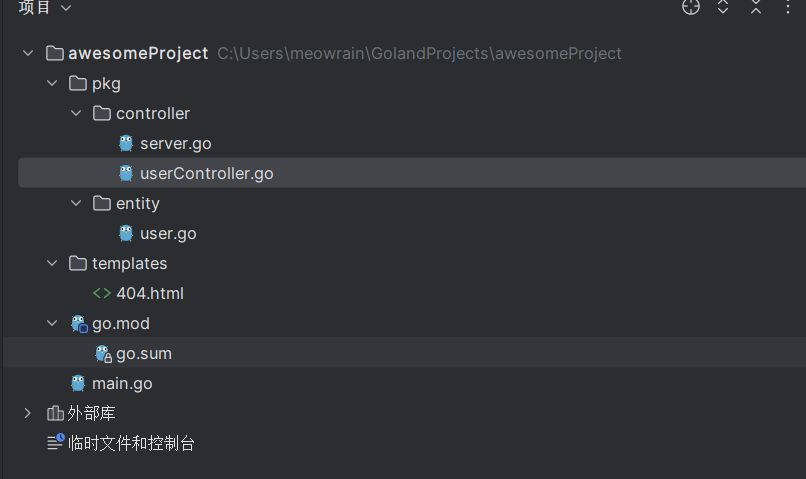 项目
awesomeProject C:\Users\meowrain\GolandProjects\awesomeProject
pkg
controller
server.go
userController.go
entity
user.go
templates
404.html
go.mod
go.sum
main.go
外部库
临时文件和控制台